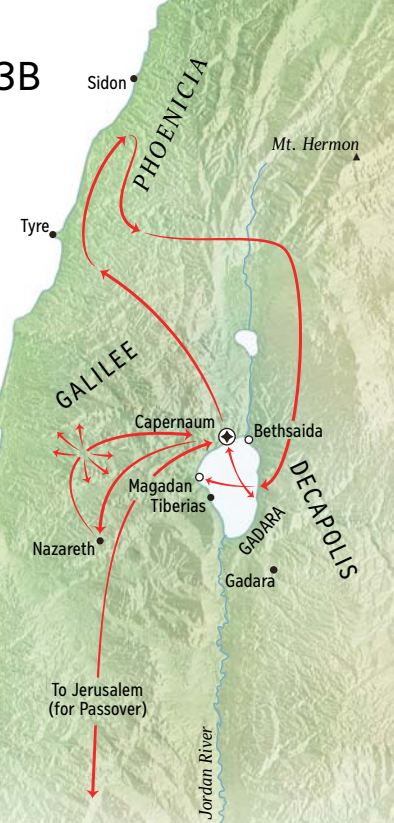 3B
Sidon
PHOENICIA
Mt. Hermon
Tyre
GALILEE
Capernaum
Bethsaida
Magadan
Tiberias
DECAPOLIS
GADARA
Nazareth
Gadara
To Jerusalem
(for Passover)
Jordan River